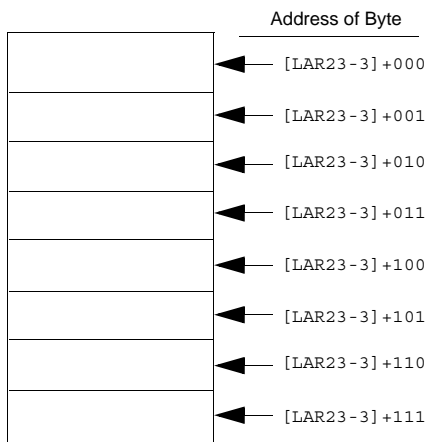 Address of Byte
[LAR23-3]+000
[LAR23-3]+001
[LAR23-3]+010
[LAR23-3]+011
[LAR23-3]+100
[LAR23-3]+101
[LAR23-3]+110
[LAR23-3]+111